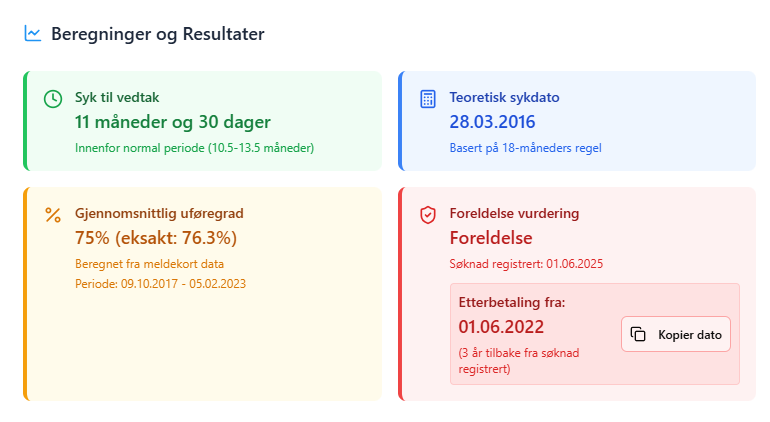 Beregninger og Resultater
Syk til vedtak
11 måneder og 30 dager
Innenfor normal periode (10.5-13.5 måneder)
Teoretisk sykdato
28.03.2016
Basert på 18-måneders regel
Gjennomsnittlig uføregrad
75% (eksakt: 76.3%)
Beregnet fra meldekort data
Periode: 09.10.2017 - 05.02.2023
Foreldelse vurdering
Foreldelse
Søknad registrert: 01.06.2025
Etterbetaling fra:
01.06.2022
(3 år tilbake fra søknad
registrert)
Kopier dato